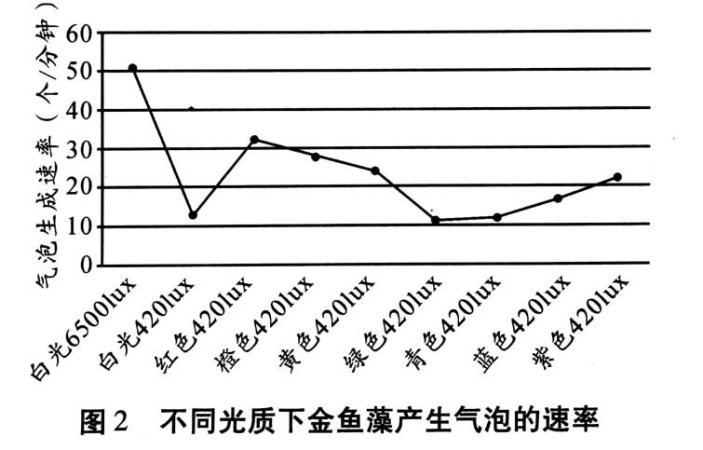 气泡生成速率(个/分钟)
60
50
40
30
20
10
0
白光6500lux
白光420lux
红色420lux
橙色420lux
黄色420lux
绿色420lux
青色420lux
蓝色420lux
紫色420lux
图2 不同光质下金鱼藻产生气泡的速率